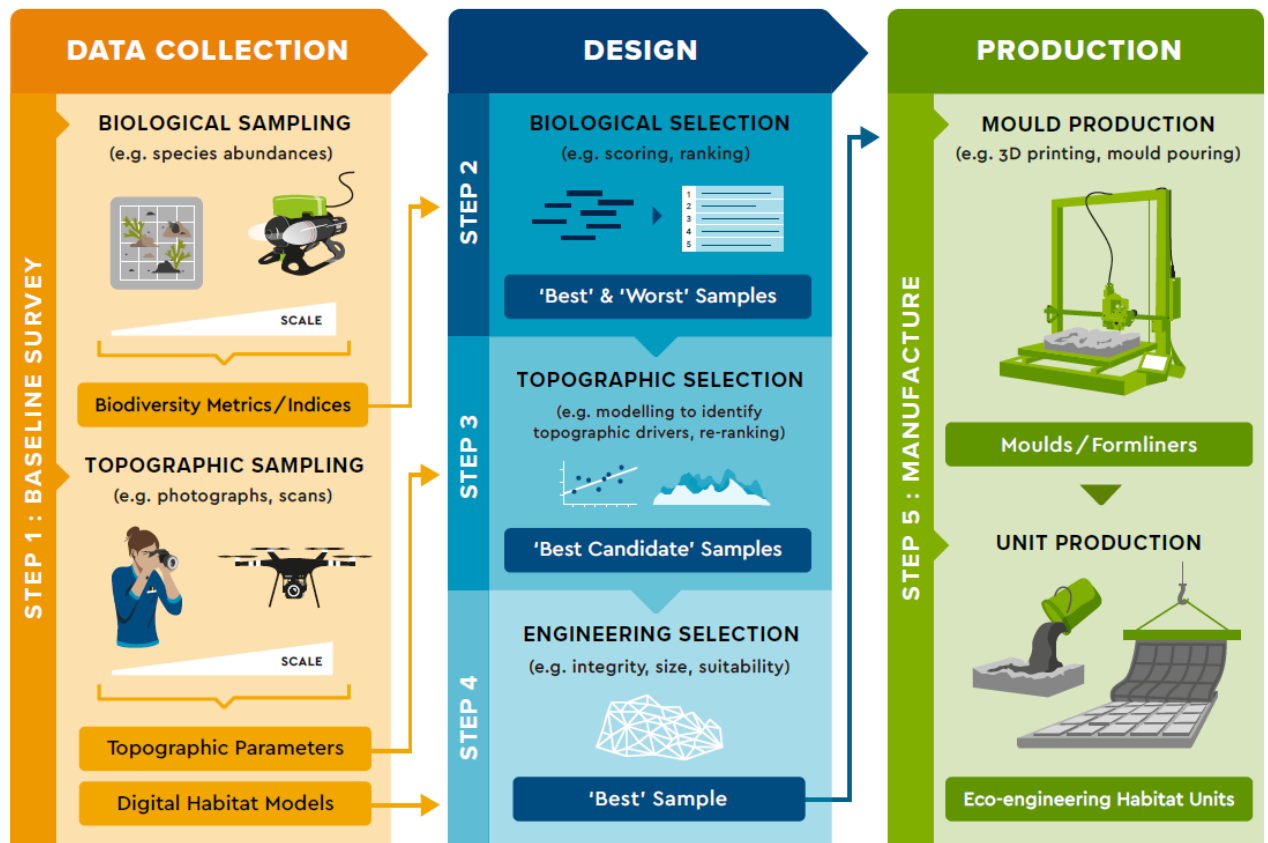 DATA COLLECTION
STEP 1 : BASELINE SURVEY
BIOLOGICAL SAMPLING
(e.g. species abundances)
SCALE
Biodiversity Metrics/Indices
TOPOGRAPHIC SAMPLING
(e.g. photographs, scans)
SCALE
Topographic Parameters
Digital Habitat Models
DESIGN
STEP 2
BIOLOGICAL SELECTION
(e.g. scoring, ranking)
1
2
3
4
5
‘Best’ & ‘Worst’ Samples
STEP 3
TOPOGRAPHIC SELECTION
(e.g. modelling to identify
topographic drivers, re-ranking)
‘Best Candidate’ Samples
STEP 4
ENGINEERING SELECTION
(e.g. integrity, size, suitability)
‘Best’ Sample
PRODUCTION
STEP 5 : MANUFACTURE
MOULD PRODUCTION
(e.g. 3D printing, mould pouring)
Moulds/Formliners
UNIT PRODUCTION
Eco-engineering Habitat Units